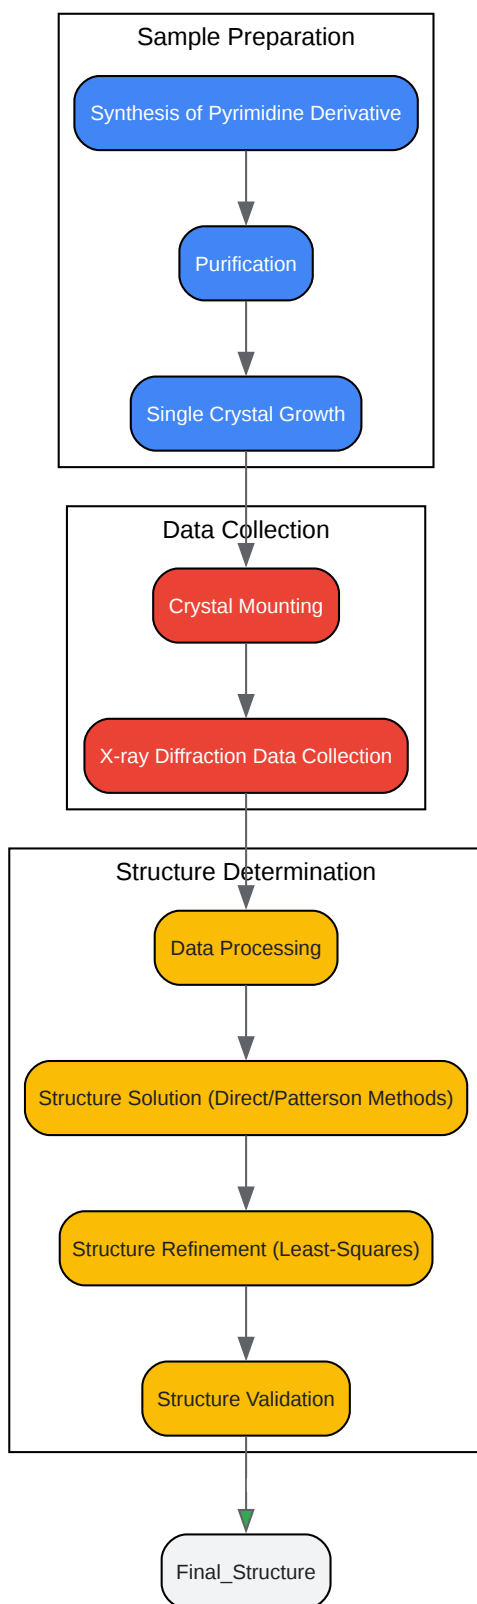 Sample Preparation
Synthesis of Pyrimidine Derivative
Purification
Single Crystal Growth
Data Collection
Crystal Mounting
X-ray Diffraction Data Collection
Structure Determination
Data Processing
Structure Solution (Direct/Patterson Methods)
Structure Refinement (Least-Squares)
Structure Validation
Final_Structure